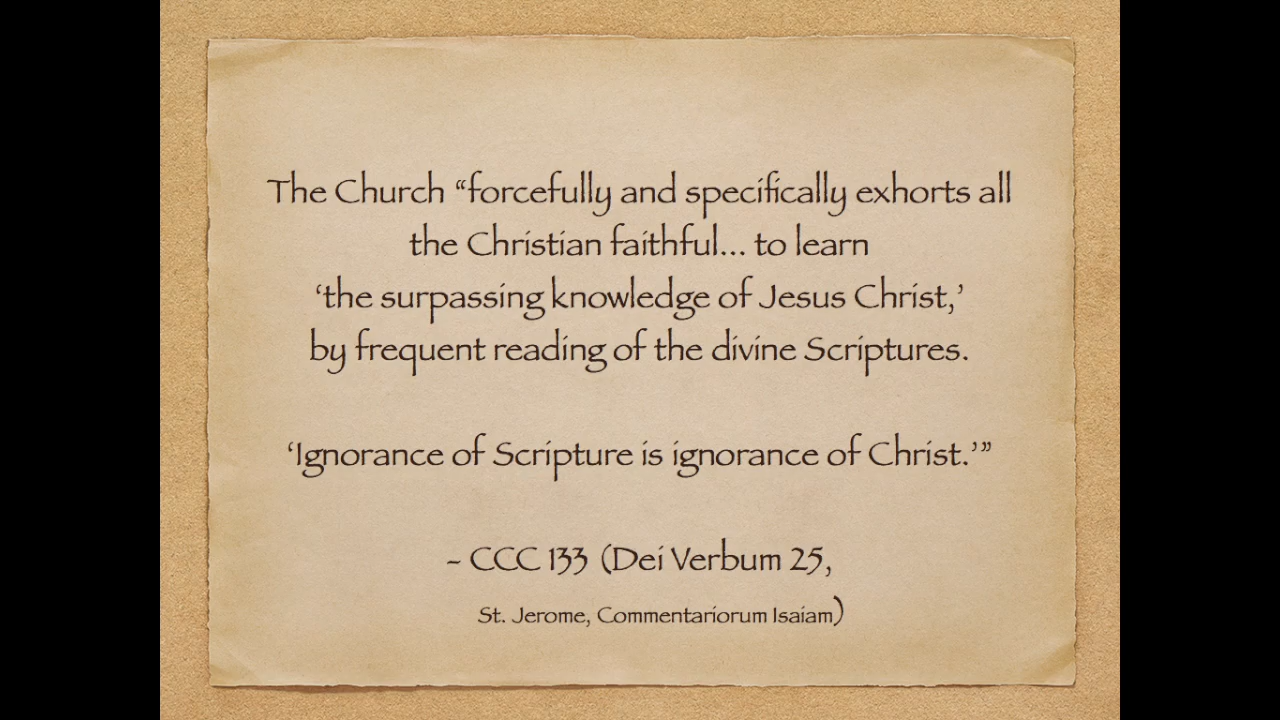 The Church “forcefully and specifically exhorts all
the Christian faithful... to learn
‘the surpassing knowledge of Jesus Christ,’
by frequent reading of the divine Scriptures.
‘Ignorance of Scripture is ignorance of Christ.’”
- CCC 133 (Dei Verbum 25,
St. Jerome, Commentariorum Isaiam)